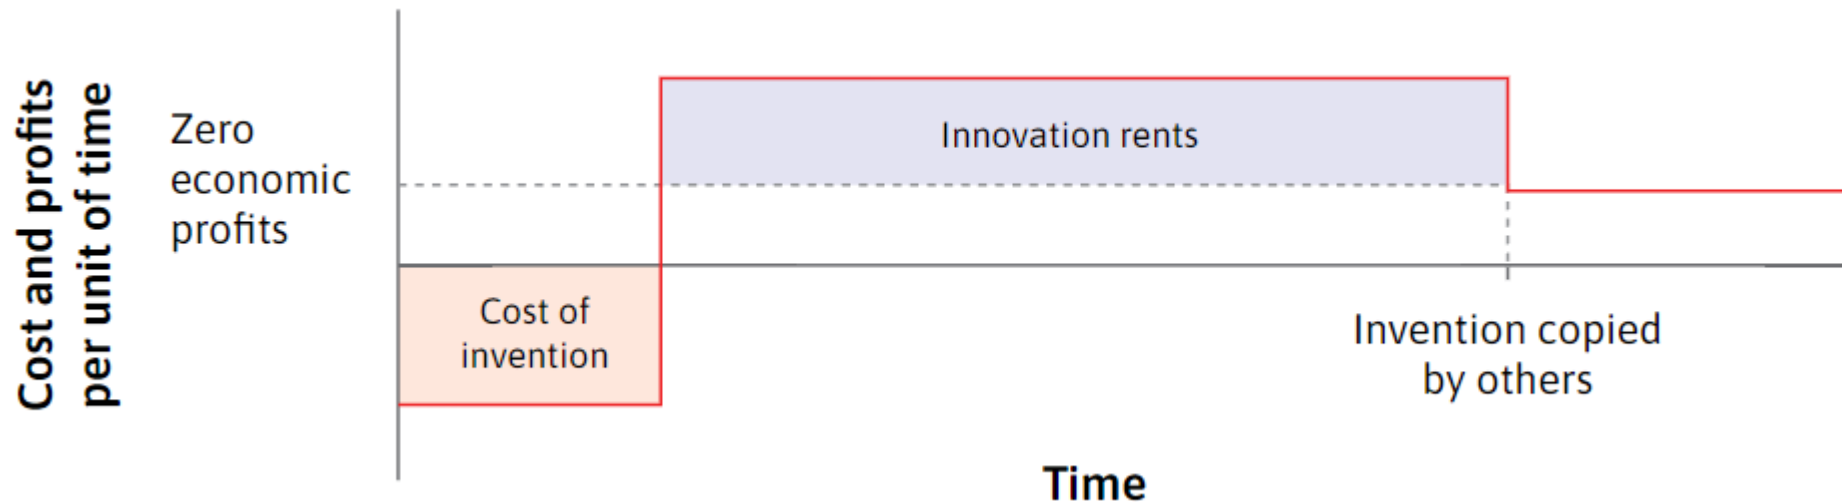 Cost and profits
per unit of time
Zero
economic
profits
Innovation rents
Cost of
invention
Invention copied
by others
Time